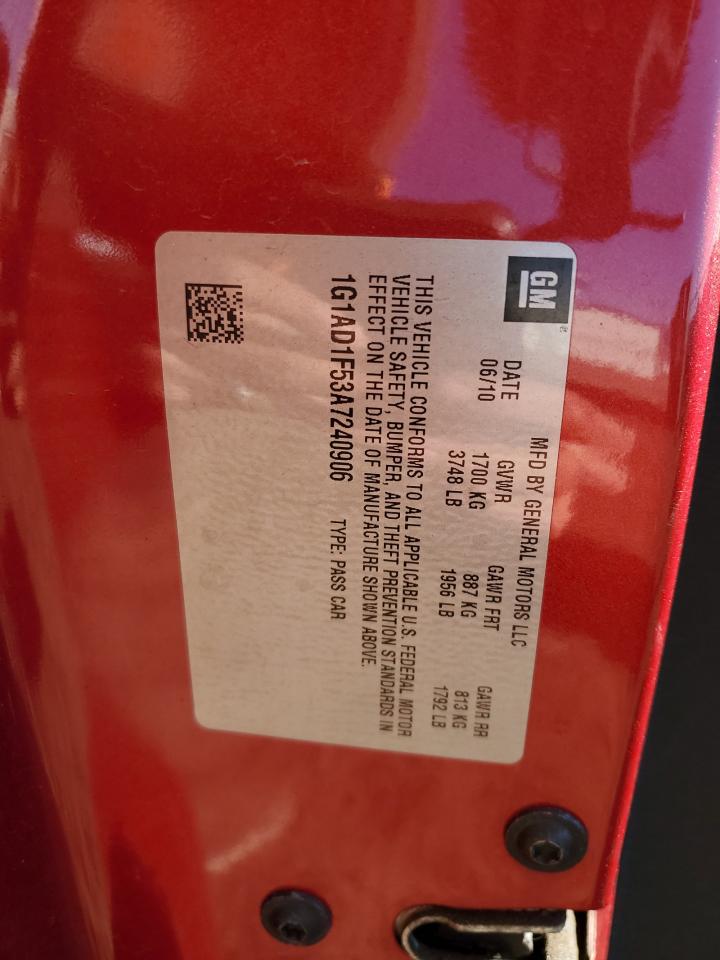 GM
MFD BY GENERAL MOTORS LLC
DATE GVWR GAWR FRT GAWR RR
06/10 1700 KG 887 KG 813 KG
3748 LB 1956 LB 1792 LB
THIS VEHICLE CONFORMS TO ALL APPLICABLE U.S. FEDERAL MOTOR
VEHICLE SAFETY, BUMPER, AND THEFT PREVENTION STANDARDS IN
EFFECT ON THE DATE OF MANUFACTURE SHOWN ABOVE.
1G1AD1F53A7240906 TYPE: PASS CAR